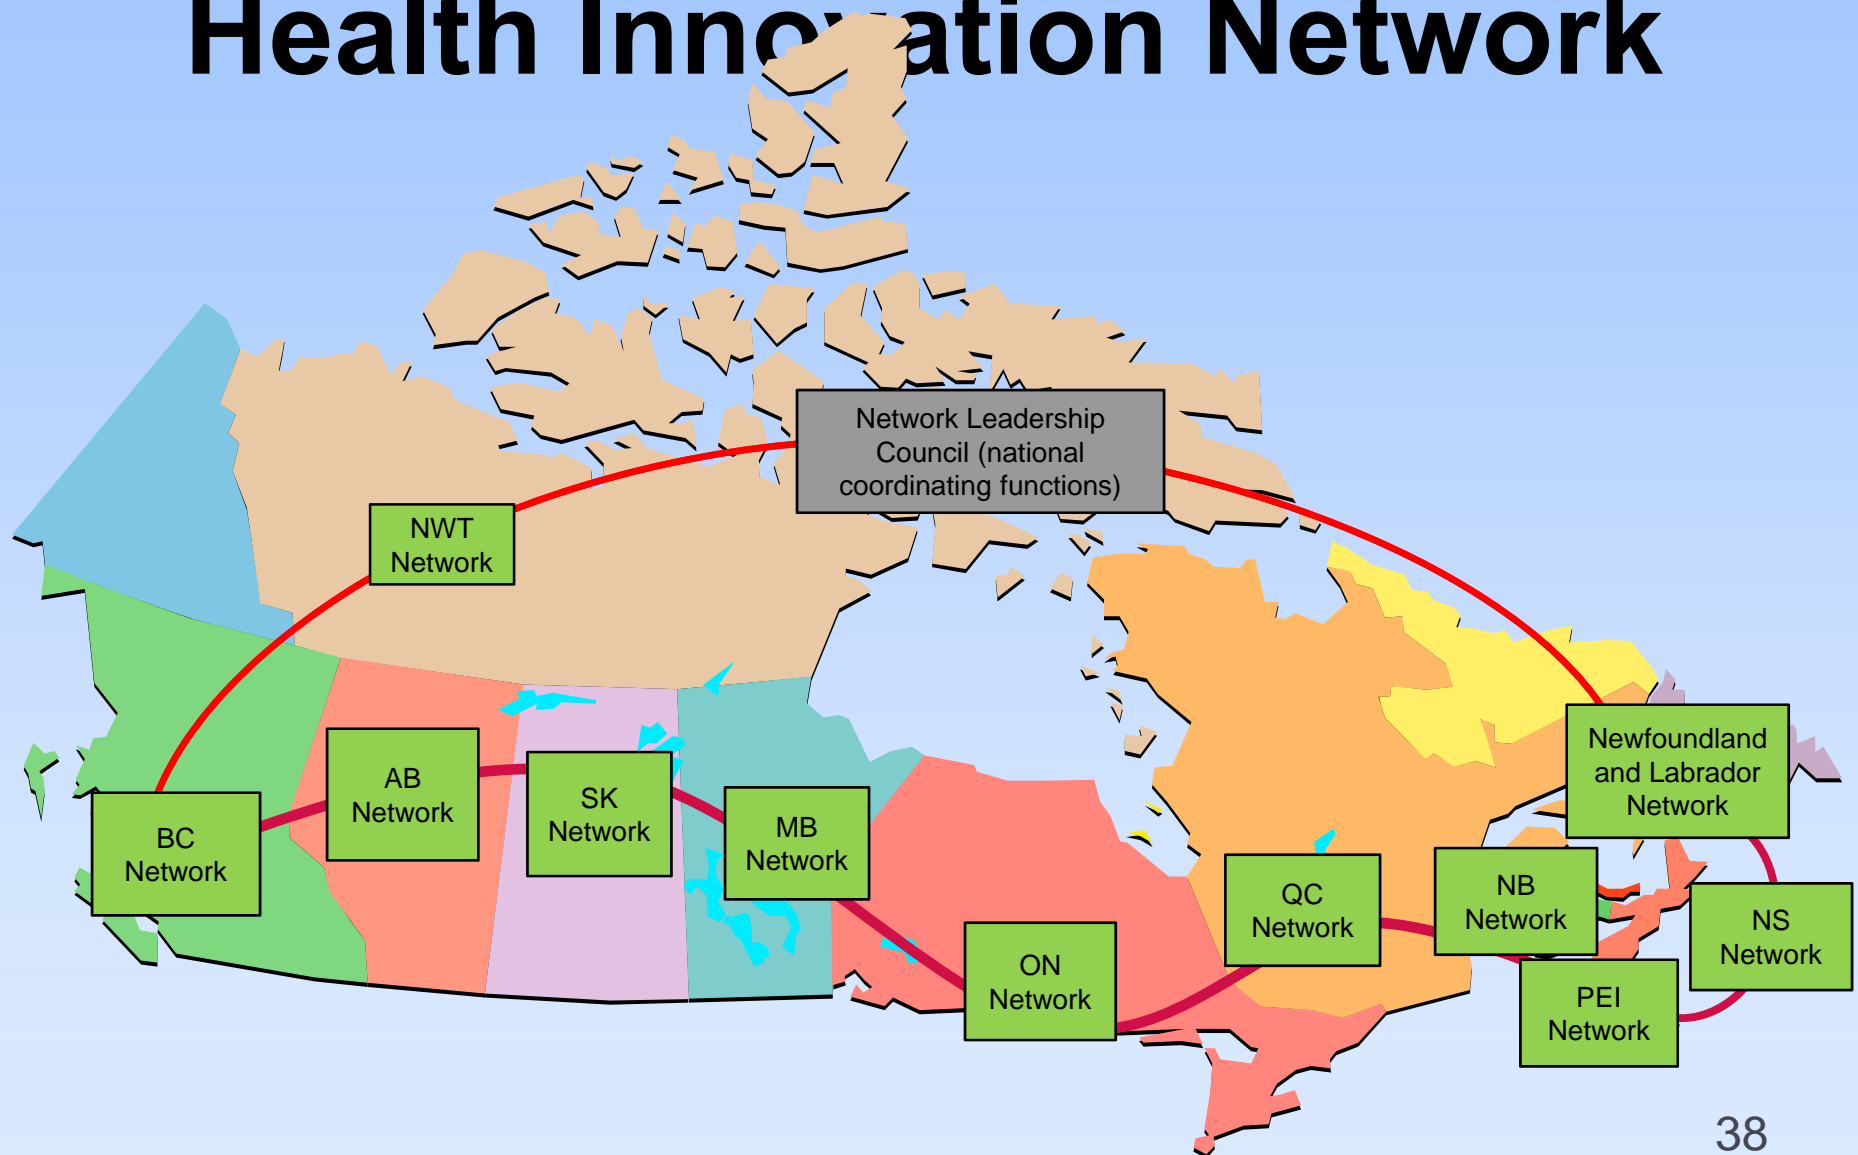 Health Innovation Network
Network Leadership
Council (national
coordinating functions)
NWT
Network
BC
Network
AB
Network
SK
Network
MB
Network
ON
Network
QC
Network
NB
Network
PEI
Network
NS
Network
Newfoundland
and Labrador
Network
38